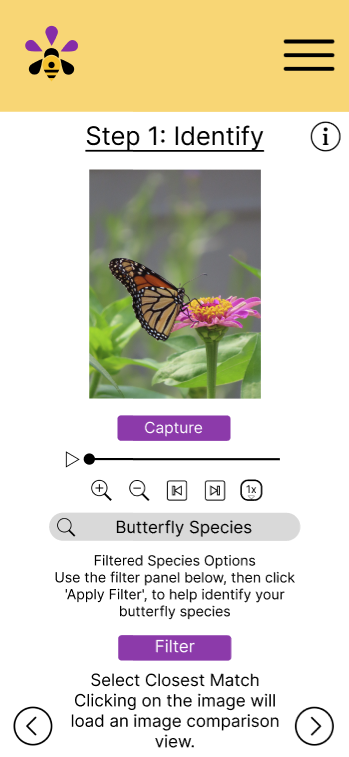 Step 1: Identify
Capture
1x
Butterfly Species
Filtered Species Options
Use the filter panel below, then click
'Apply Filter', to help identify your
butterfly species
Filter
Select Closest Match
Clicking on the image will
load an image comparison
view.